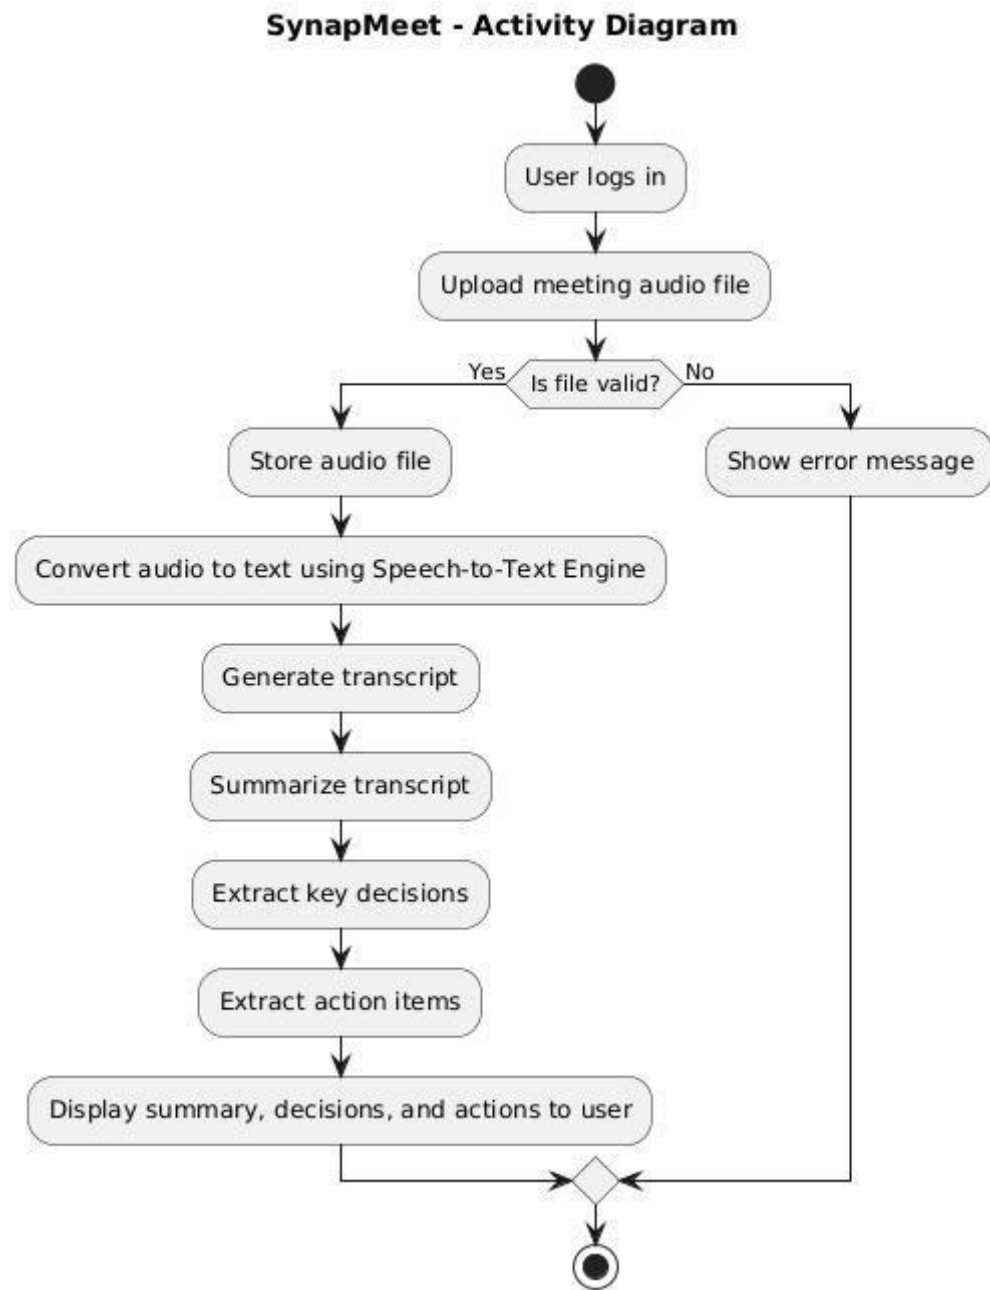 SynapMeet - Activity Diagram
User logs in
Upload meeting audio file
Is file valid?
Yes
No
Store audio file
Show error message
Convert audio to text using Speech-to-Text Engine
Generate transcript
Summarize transcript
Extract key decisions
Extract action items
Display summary, decisions, and actions to user